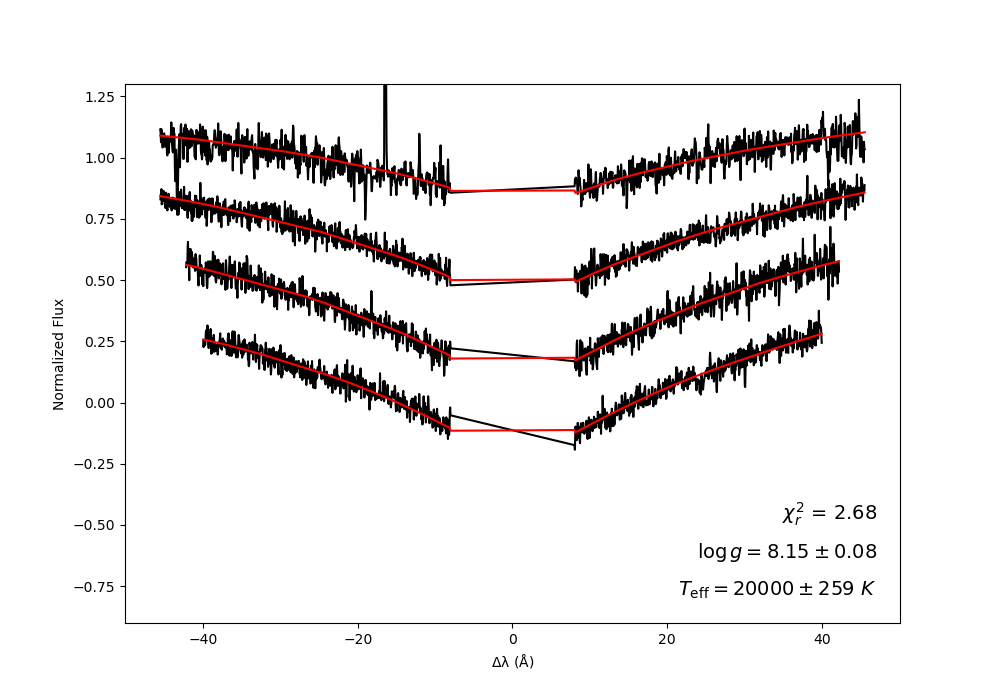 1.25
1.00
0.75
0.50
0.25
0.00
−0.25
−0.50
−0.75
Normalized Flux
χ²ᵣ = 2.68
log g = 8.15 ± 0.08
T_eff = 20000 ± 259 K
−40 −20 0 20 40
Δλ (Å)